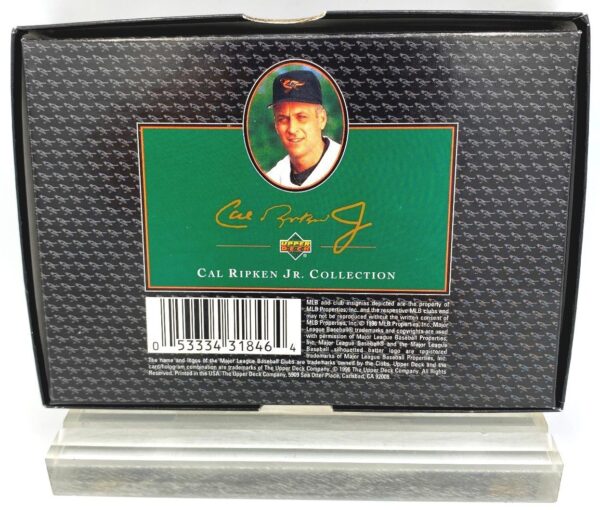 Cal Ripken Jr
UPPER
DECK
CAL RIPKEN JR. COLLECTION
MLB and club insignias depicted are the property of
MLB Properties, Inc. and the respective MLB clubs and
may not be reproduced without the written consent of
MLB Properties, Inc. © 1996 MLB Properties, Inc. Major
League Baseball® trademarks and copyrights are used
with permission of Major League Baseball Properties,
Inc. Major League Baseball® and the Major League
Baseball silhouetted batter logo are registered
trademarks of Major League Baseball Properties, Inc.
0 53334 31846 4
The name and logos of the Major League Baseball Clubs are trademarks owned by the Clubs. Upper Deck and the
card/hologram combination are trademarks of The Upper Deck Company. © 1996 The Upper Deck Company. All Rights
Reserved. Printed in the USA. The Upper Deck Company, 5909 Sea Otter Place, Carlsbad, CA 92008.